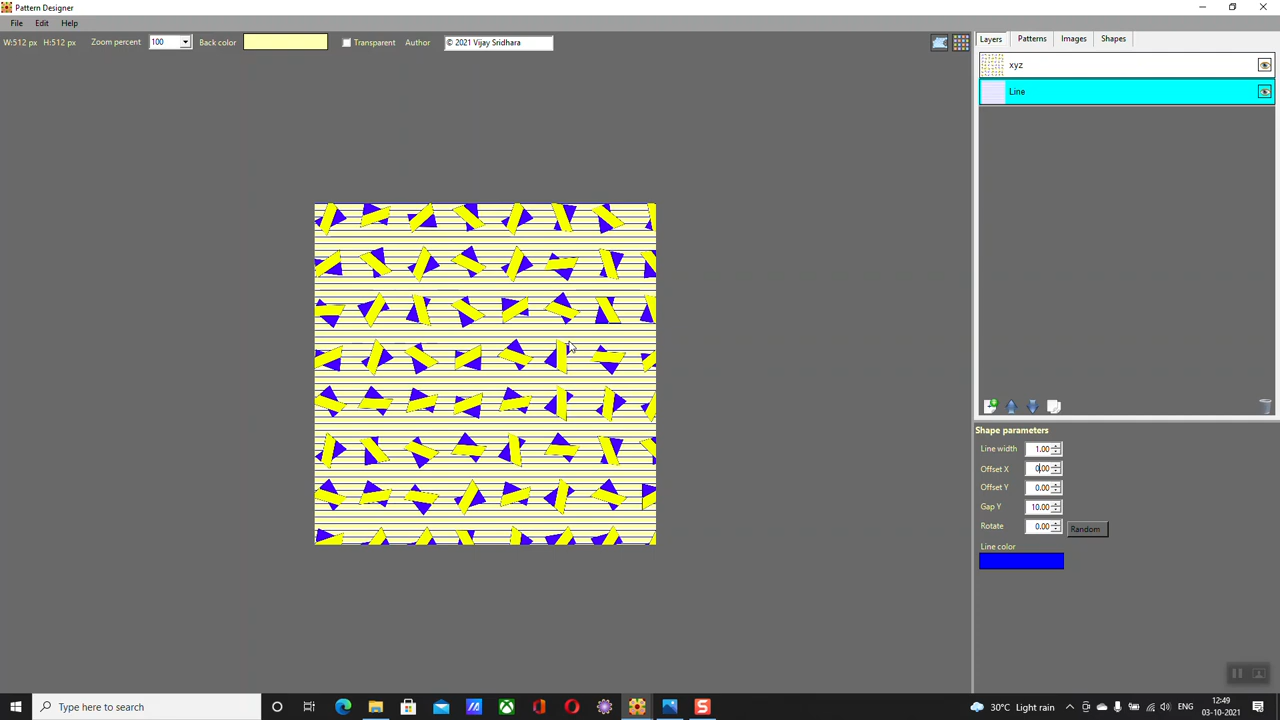 Pattern Designer
File Edit Help
W:512 px H:512 px Zoom percent 100 Back color Transparent Author © 2021 Vijay Sridhara
Layers Patterns Images Shapes
xyz
Line
Shape parameters
Line width 1.00
Offset X 0.00
Offset Y 0.00
Gap Y 10.00
Rotate 0.00 Random
Line color
Type here to search
30°C Light rain ENG 12:49
03-10-2021